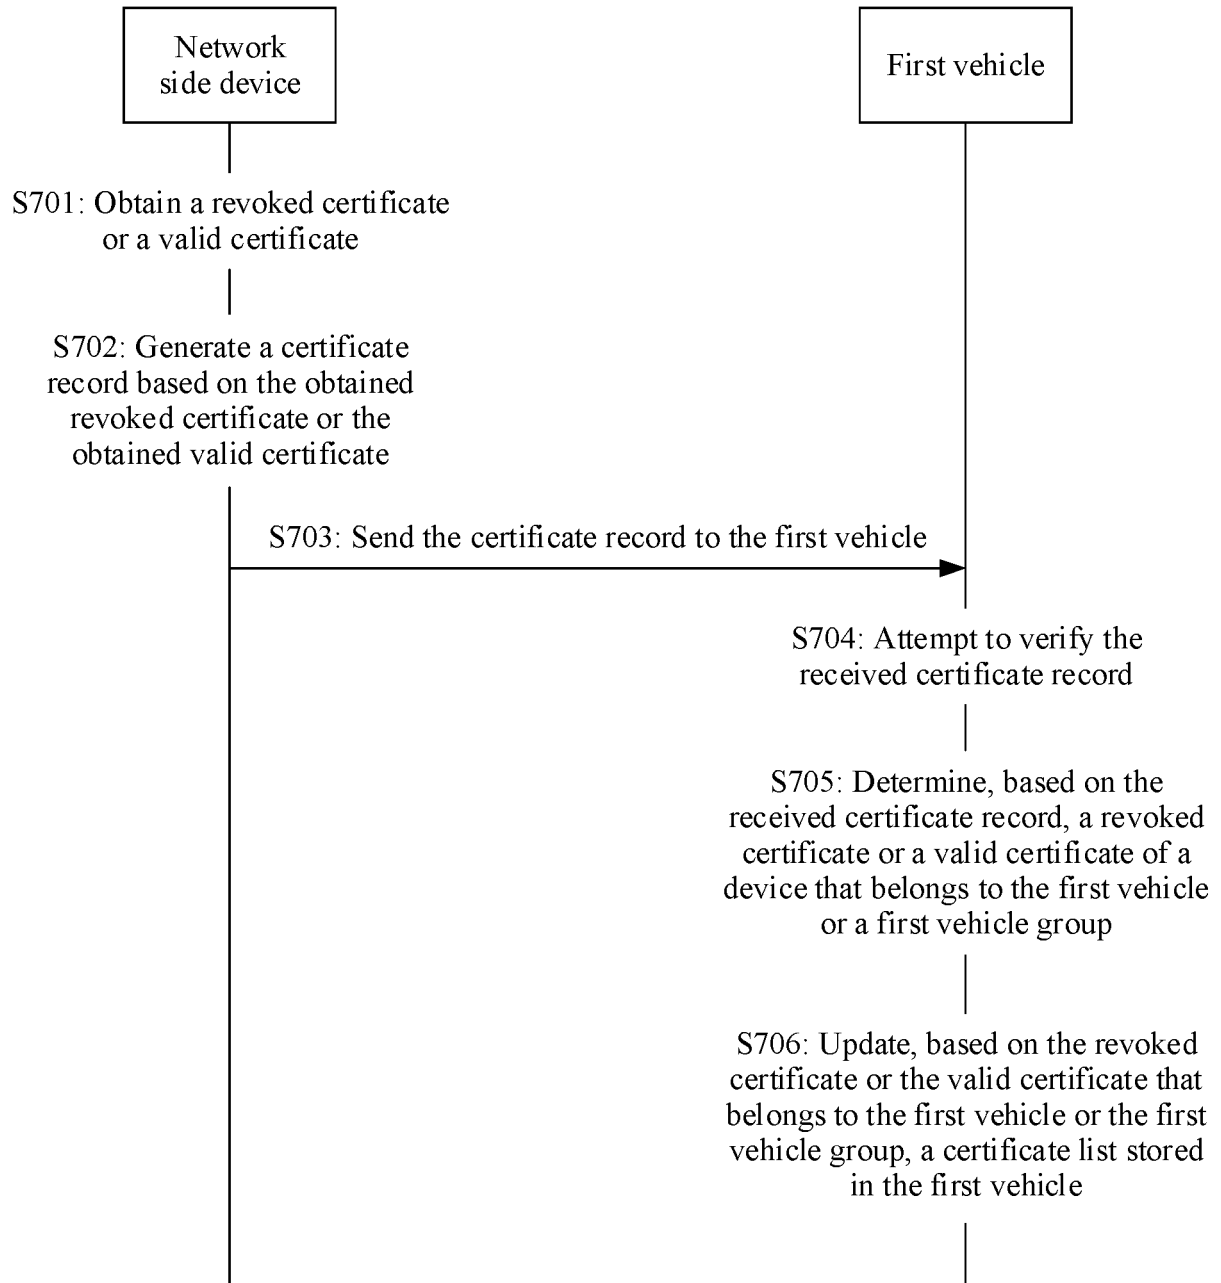 Network
side device
First vehicle
S701: Obtain a revoked certificate
or a valid certificate
S702: Generate a certificate
record based on the obtained
revoked certificate or the
obtained valid certificate
S703: Send the certificate record to the first vehicle
S704: Attempt to verify the
received certificate record
S705: Determine, based on the
received certificate record, a revoked
certificate or a valid certificate of a
device that belongs to the first vehicle
or a first vehicle group
S706: Update, based on the revoked
certificate or the valid certificate that
belongs to the first vehicle or the first
vehicle group, a certificate list stored
in the first vehicle